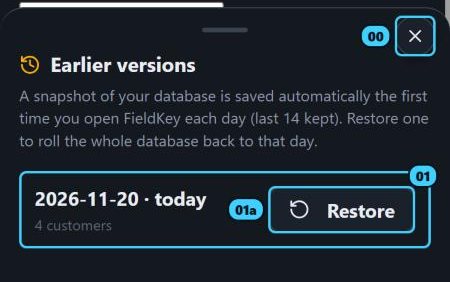 00
Earlier versions
A snapshot of your database is saved automatically the first
time you open FieldKey each day (last 14 kept). Restore one
to roll the whole database back to that day.
01
2026-11-20 · today
4 customers
01a
Restore